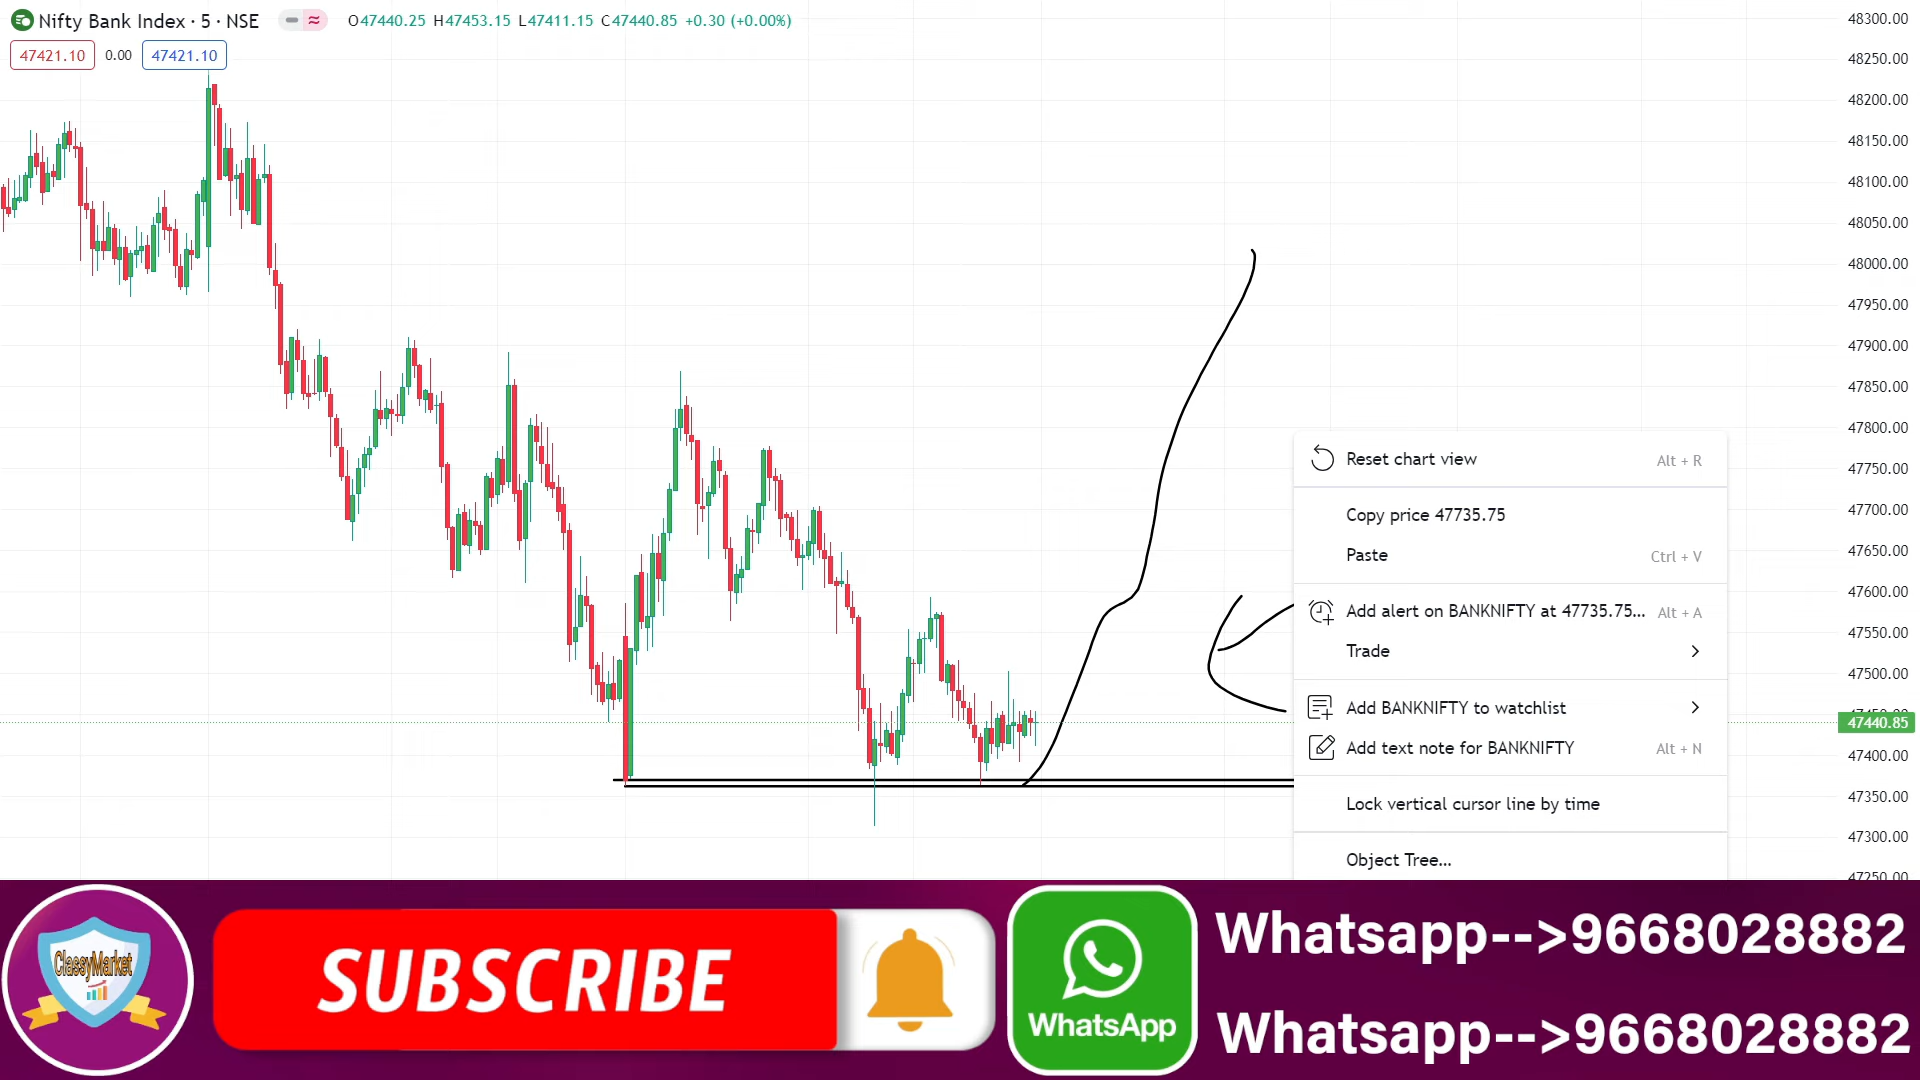 Nifty Bank Index · 5 · NSE
O47440.25 H47453.15 L47411.15 C47440.85 +0.30 (+0.00%)
47421.10 0.00 47421.10
48300.00
48250.00
48200.00
48150.00
48100.00
48050.00
48000.00
47950.00
47900.00
47850.00
47800.00
47750.00
47700.00
47650.00
47600.00
47550.00
47500.00
47440.85
47400.00
47350.00
47300.00
47250.00
Reset chart view Alt + R
Copy price 47735.75
Paste Ctrl + V
Add alert on BANKNIFTY at 47735.75... Alt + A
Trade
Add BANKNIFTY to watchlist
Add text note for BANKNIFTY Alt + N
Lock vertical cursor line by time
Object Tree...
ClassyMarket
SUBSCRIBE
WhatsApp
Whatsapp-->9668028882
Whatsapp-->9668028882